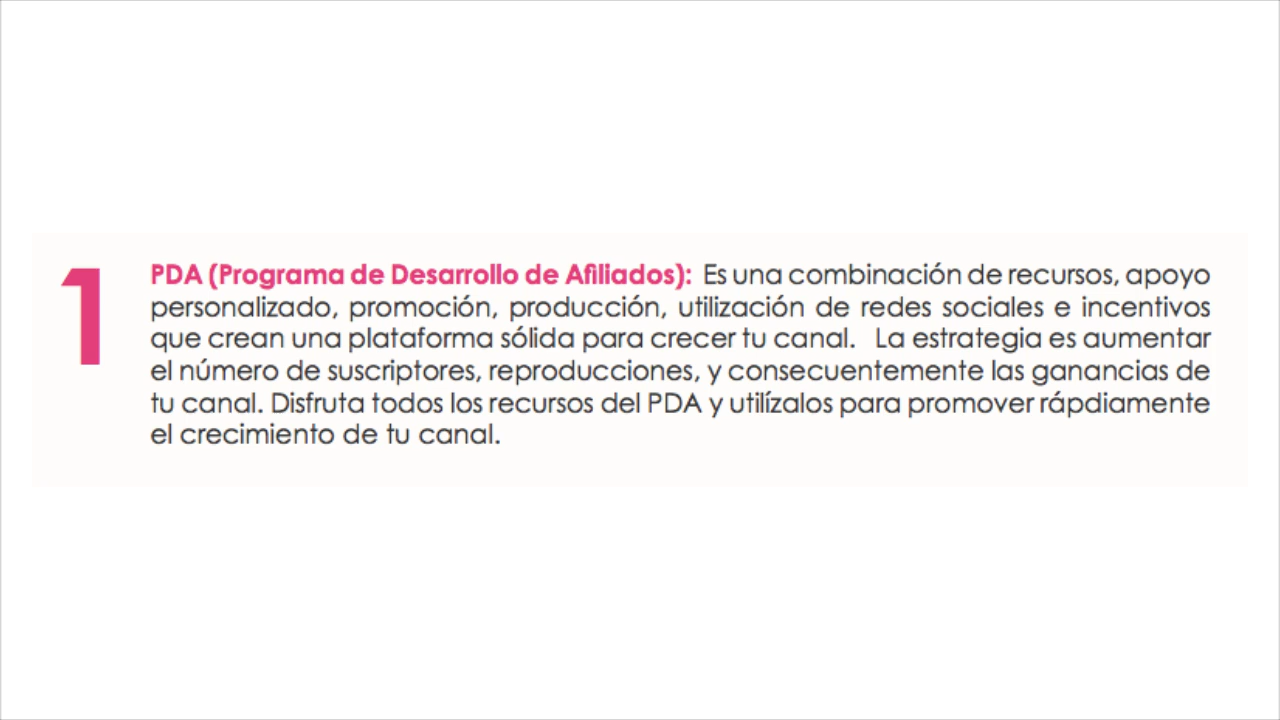 1
PDA (Programa de Desarrollo de Afiliados): Es una combinación de recursos, apoyo
personalizado, promoción, producción, utilización de redes sociales e incentivos
que crean una plataforma sólida para crecer tu canal. La estrategia es aumentar
el número de suscriptores, reproducciones, y consecuentemente las ganancias de
tu canal. Disfruta todos los recursos del PDA y utilízalos para promover rápdiamente
el crecimiento de tu canal.